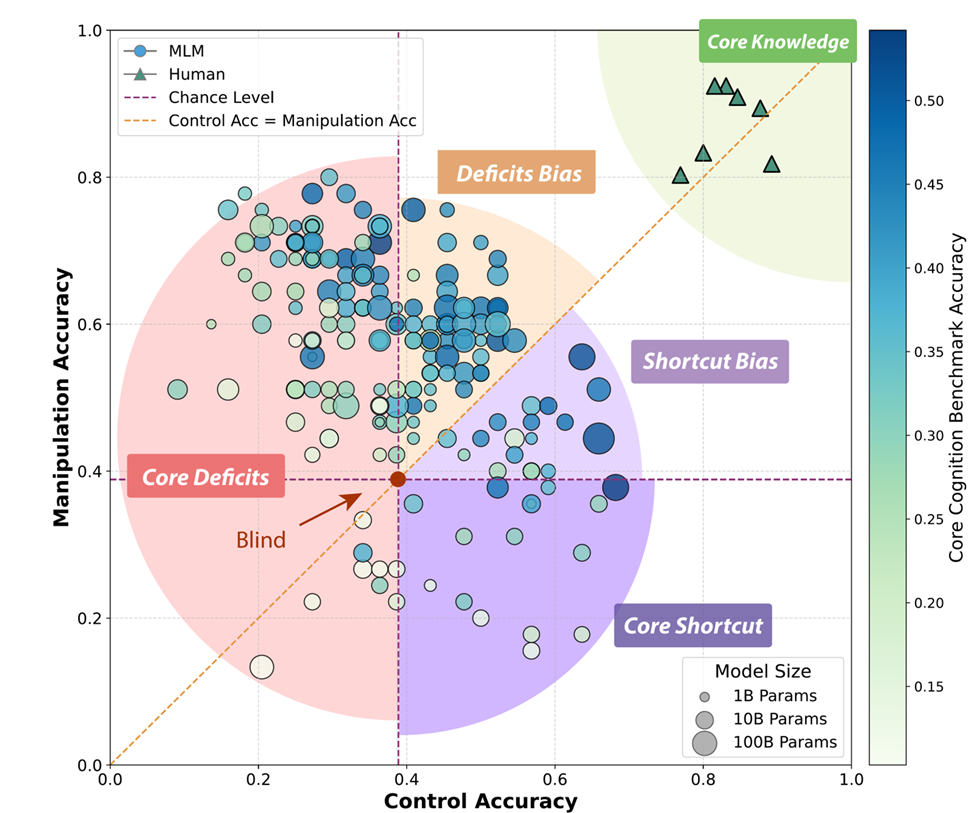 Core Knowledge
MLM
Human
Chance Level
Control Acc = Manipulation Acc
Deficits Bias
Shortcut Bias
Core Deficits
Blind
Core Shortcut
Model Size
1B Params
10B Params
100B Params
1.0
0.8
0.6
0.4
0.2
0.0
Manipulation Accuracy
0.0 0.2 0.4 0.6 0.8 1.0
Control Accuracy
0.50
0.45
0.40
0.35
0.30
0.25
0.20
0.15
Core Cognition Benchmark Accuracy